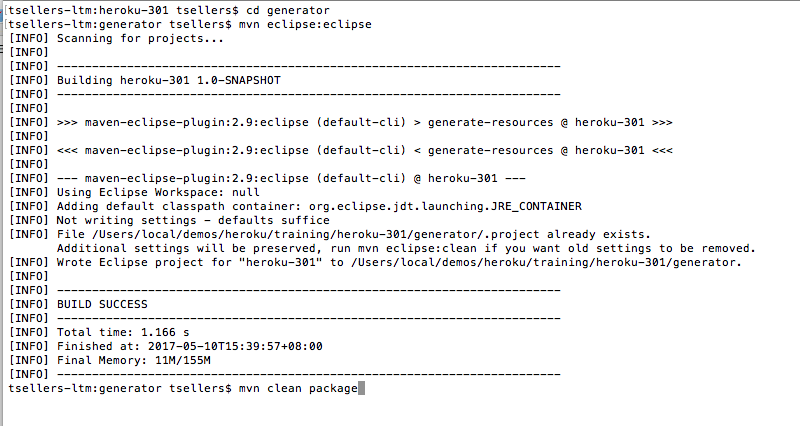 tsellers-ltm:heroku-301 tsellers$ cd generator
tsellers-ltm:generator tsellers$ mvn eclipse:eclipse
[INFO] Scanning for projects...
[INFO]
[INFO] ------------------------------------------------------------------------
[INFO] Building heroku-301 1.0-SNAPSHOT
[INFO] ------------------------------------------------------------------------
[INFO]
[INFO] >>> maven-eclipse-plugin:2.9:eclipse (default-cli) > generate-resources @ heroku-301 >>>
[INFO]
[INFO] <<< maven-eclipse-plugin:2.9:eclipse (default-cli) < generate-resources @ heroku-301 <<<
[INFO]
[INFO] --- maven-eclipse-plugin:2.9:eclipse (default-cli) @ heroku-301 ---
[INFO] Using Eclipse Workspace: null
[INFO] Adding default classpath container: org.eclipse.jdt.launching.JRE_CONTAINER
[INFO] Not writing settings - defaults suffice
[INFO] File /Users/local/demos/heroku/training/heroku-301/generator/.project already exists.
       Additional settings will be preserved, run mvn eclipse:clean if you want old settings to be removed.
[INFO] Wrote Eclipse project for "heroku-301" to /Users/local/demos/heroku/training/heroku-301/generator.
[INFO]
[INFO] ------------------------------------------------------------------------
[INFO] BUILD SUCCESS
[INFO] ------------------------------------------------------------------------
[INFO] Total time: 1.166 s
[INFO] Finished at: 2017-05-10T15:39:57+08:00
[INFO] Final Memory: 11M/155M
[INFO] ------------------------------------------------------------------------
tsellers-ltm:generator tsellers$ mvn clean package